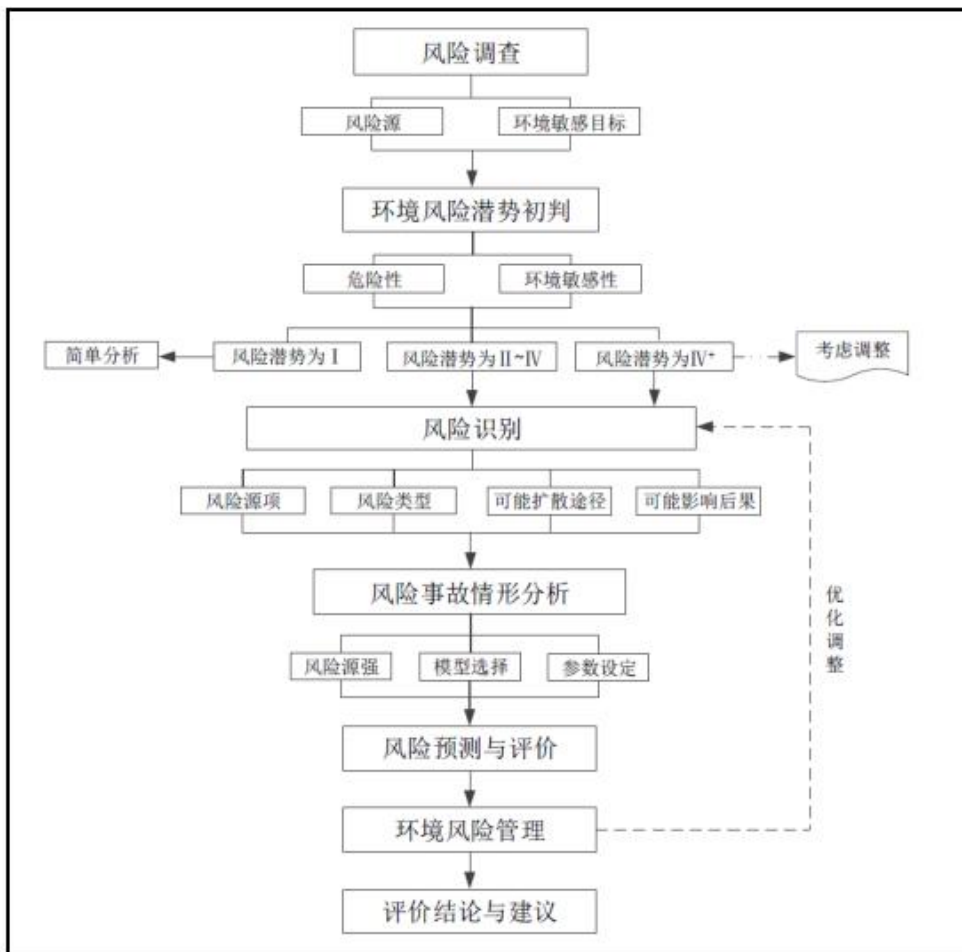 风险调查
风险源
环境敏感目标
环境风险潜势初判
危险性
环境敏感性
简单分析
风险潜势为Ⅰ
风险潜势为Ⅱ~Ⅳ
风险潜势为Ⅳ⁺
考虑调整
风险识别
风险源项
风险类型
可能扩散途径
可能影响后果
风险事故情形分析
优化调整
风险源强
模型选择
参数设定
风险预测与评价
环境风险管理
评价结论与建议